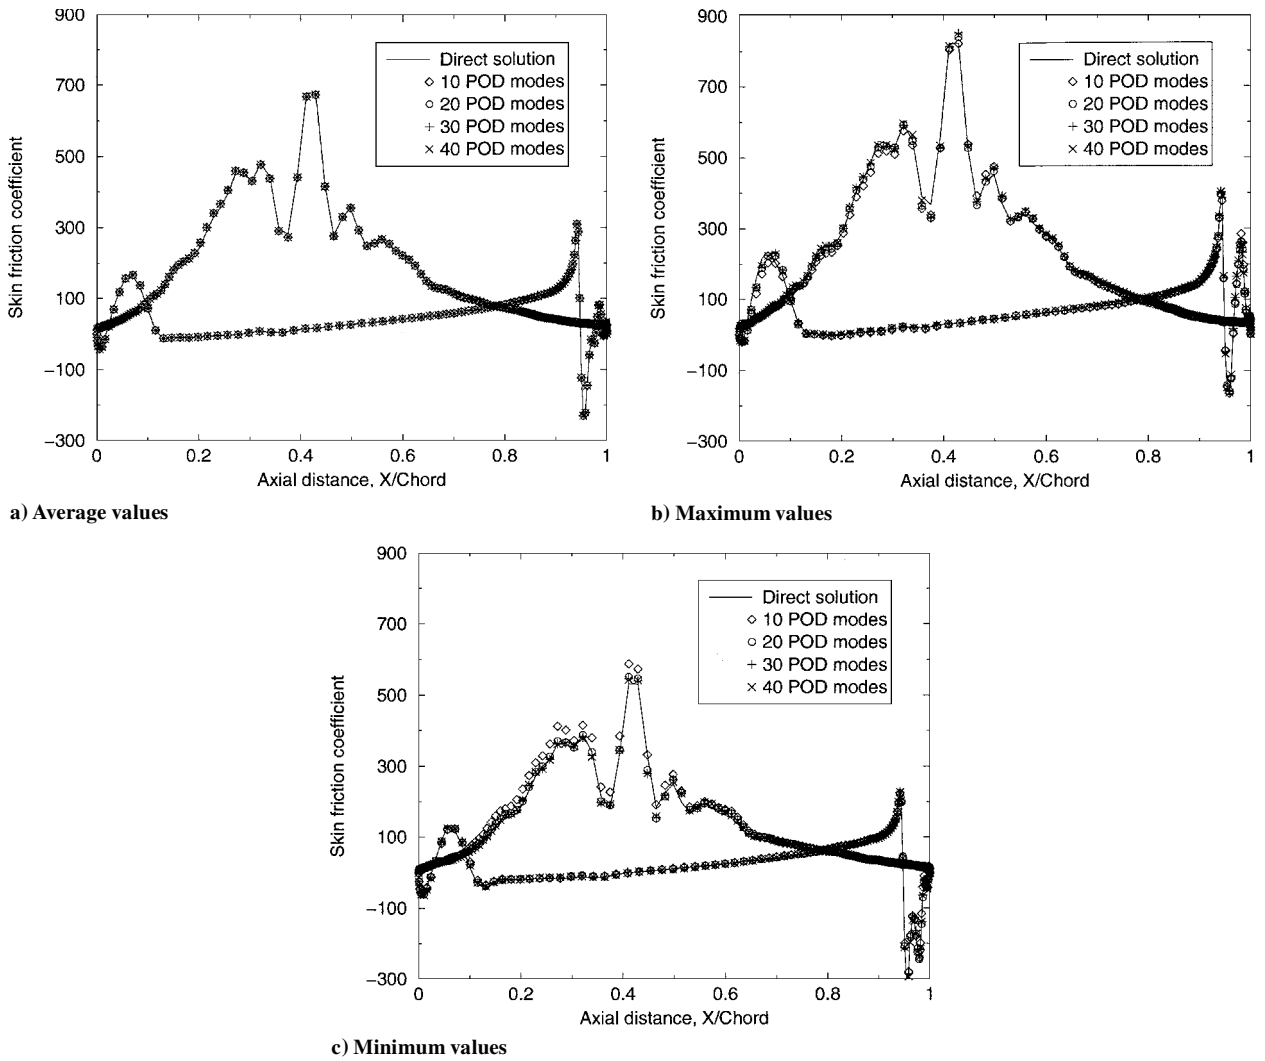 900
700
500
300
100
−100
−300
Skin friction coefficient
Direct solution
10 POD modes
20 POD modes
30 POD modes
40 POD modes
0
0.2
0.4
0.6
0.8
1
Axial distance, X/Chord
a) Average values
900
700
500
300
100
−100
−300
Skin friction coefficient
Direct solution
10 POD modes
20 POD modes
30 POD modes
40 POD modes
0
0.2
0.4
0.6
0.8
1
Axial distance, X/Chord
b) Maximum values
900
700
500
300
100
−100
−300
Skin friction coefficient
Direct solution
10 POD modes
20 POD modes
30 POD modes
40 POD modes
0
0.2
0.4
0.6
0.8
1
Axial distance, X/Chord
c) Minimum values